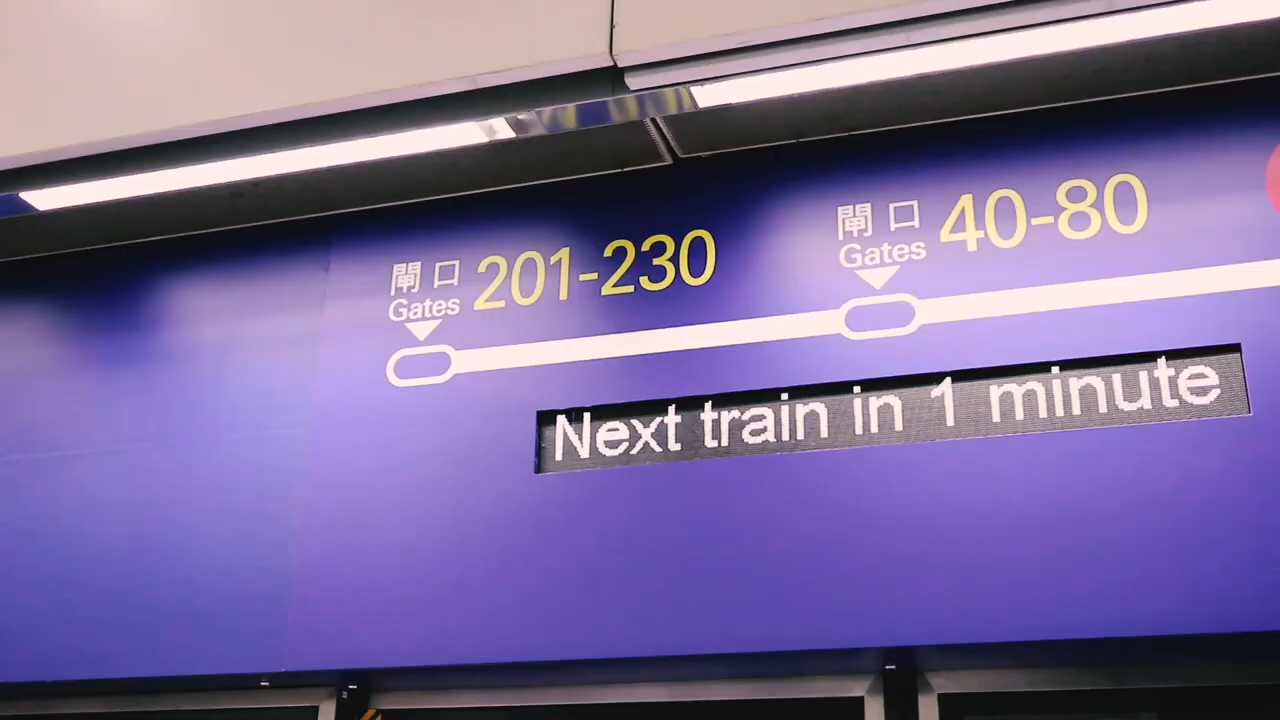 閘口
Gates
201-230
閘口
Gates
40-80
Next train in 1 minute